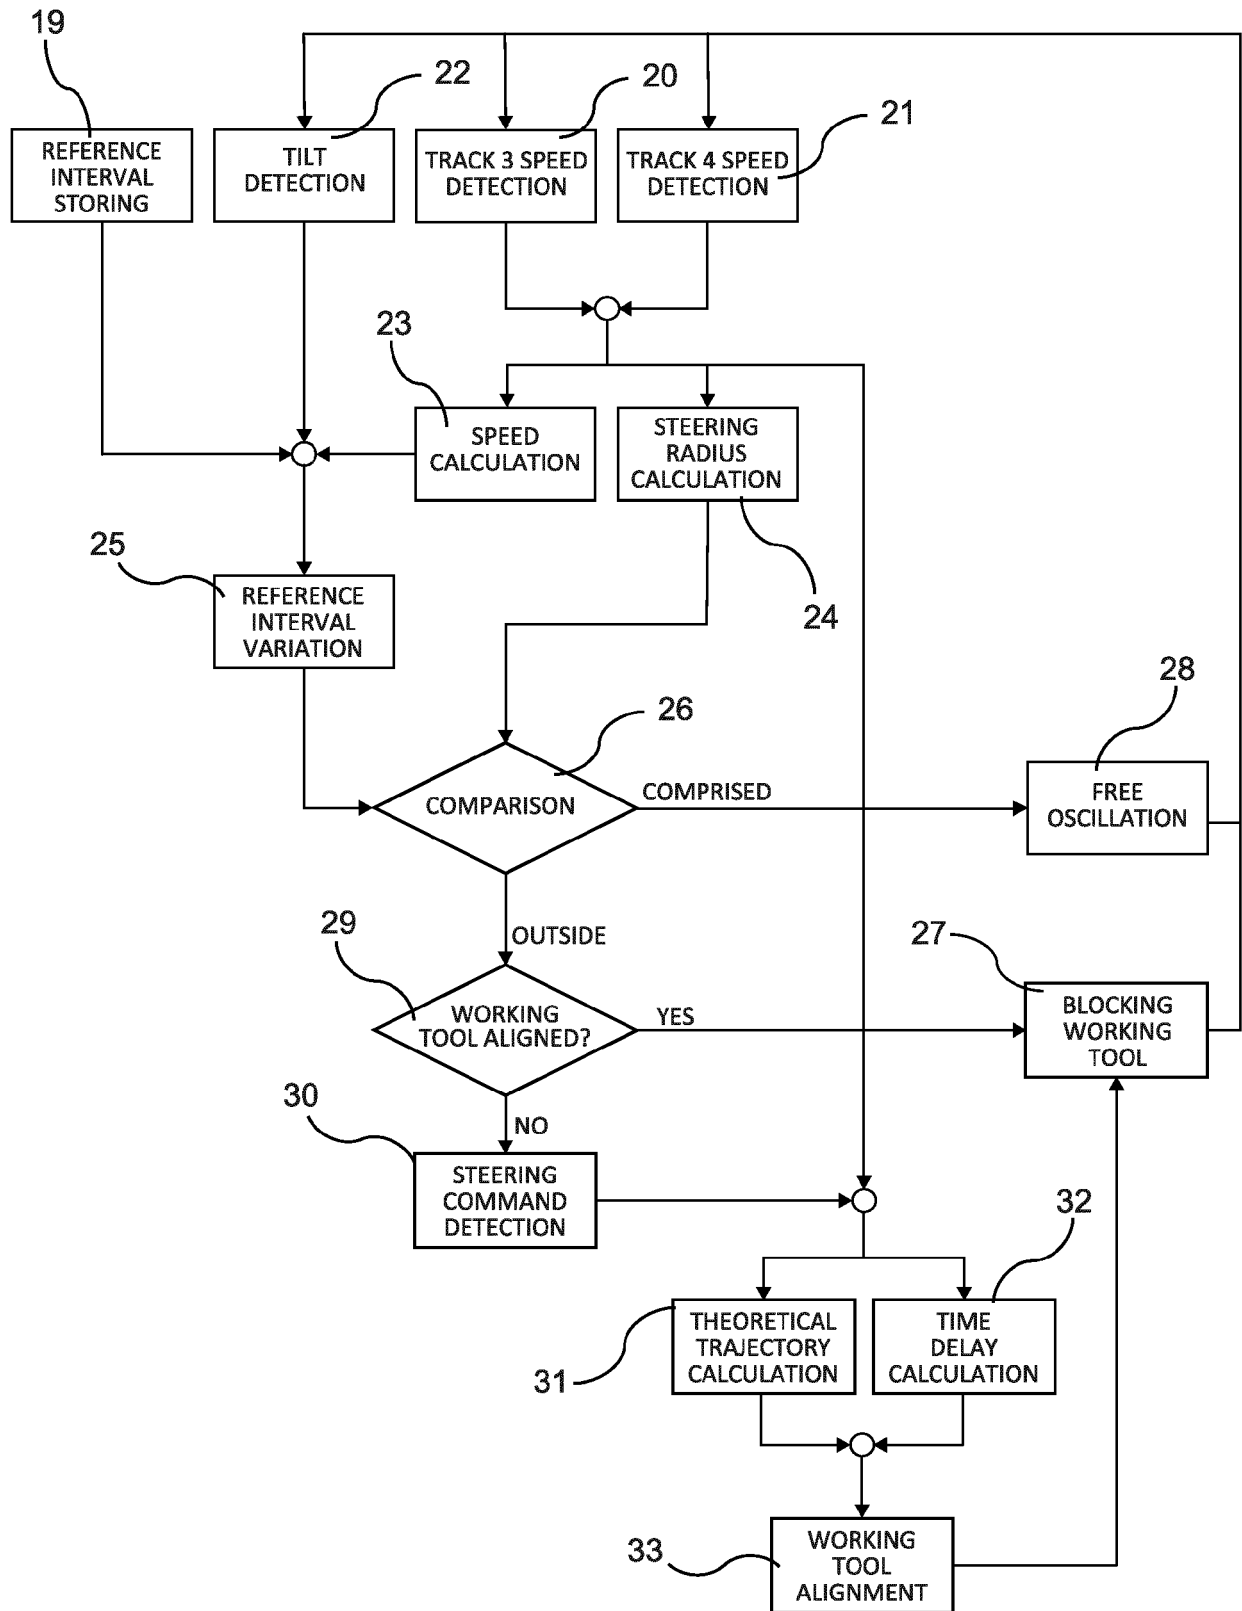 19
22
20
21
REFERENCE
INTERVAL
STORING
TILT
DETECTION
TRACK 3 SPEED
DETECTION
TRACK 4 SPEED
DETECTION
23
SPEED
CALCULATION
STEERING
RADIUS
CALCULATION
25
24
REFERENCE
INTERVAL
VARIATION
26
28
COMPARISON
COMPRISED
FREE
OSCILLATION
29
OUTSIDE
27
WORKING
TOOL ALIGNED?
YES
BLOCKING
WORKING
TOOL
30
NO
STEERING
COMMAND
DETECTION
32
31
THEORETICAL
TRAJECTORY
CALCULATION
TIME
DELAY
CALCULATION
33
WORKING
TOOL
ALIGNMENT